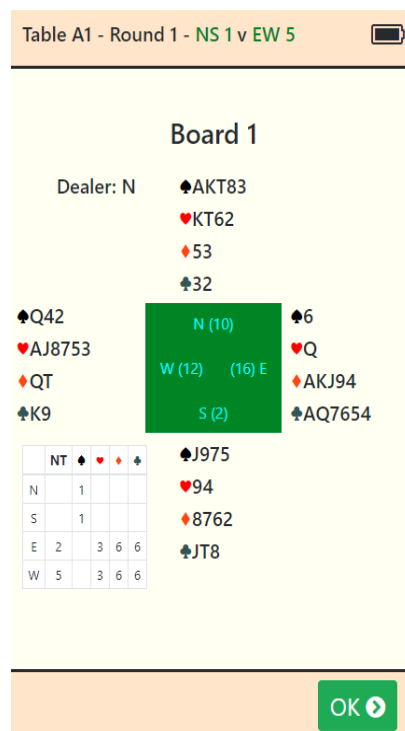 Table A1 - Round 1 - NS 1 v EW 5
Board 1
Dealer: N
♠AKT83
♥KT62
♦53
♣32
♠Q42
♥AJ8753
♦QT
♣K9
N (10)
W (12) (16) E
S (2)
♠6
♥Q
♦AKJ94
♣AQ7654
NT ♠ ♥ ♦ ♣
N 1
S 1
E 2 3 6 6
W 5 3 6 6
♠J975
♥94
♦8762
♣JT8
OK